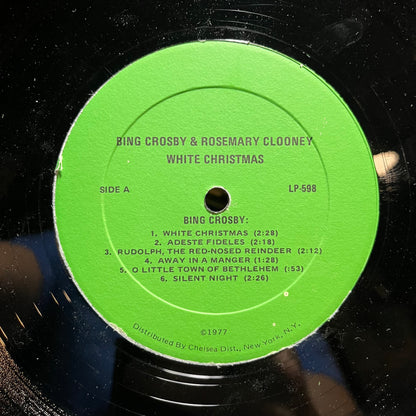 BING CROSBY & ROSEMARY CLOONEY
WHITE CHRISTMAS
SIDE A LP-598
BING CROSBY:
1. WHITE CHRISTMAS (2:28)
2. ADESTE FIDELES (2:18)
3. RUDOLPH, THE RED-NOSED REINDEER (2:12)
4. AWAY IN A MANGER (1:28)
5. O LITTLE TOWN OF BETHLEHEM (:53)
6. SILENT NIGHT (2:26)
©1977
Distributed By Chelsea Dist., New York, N.Y.